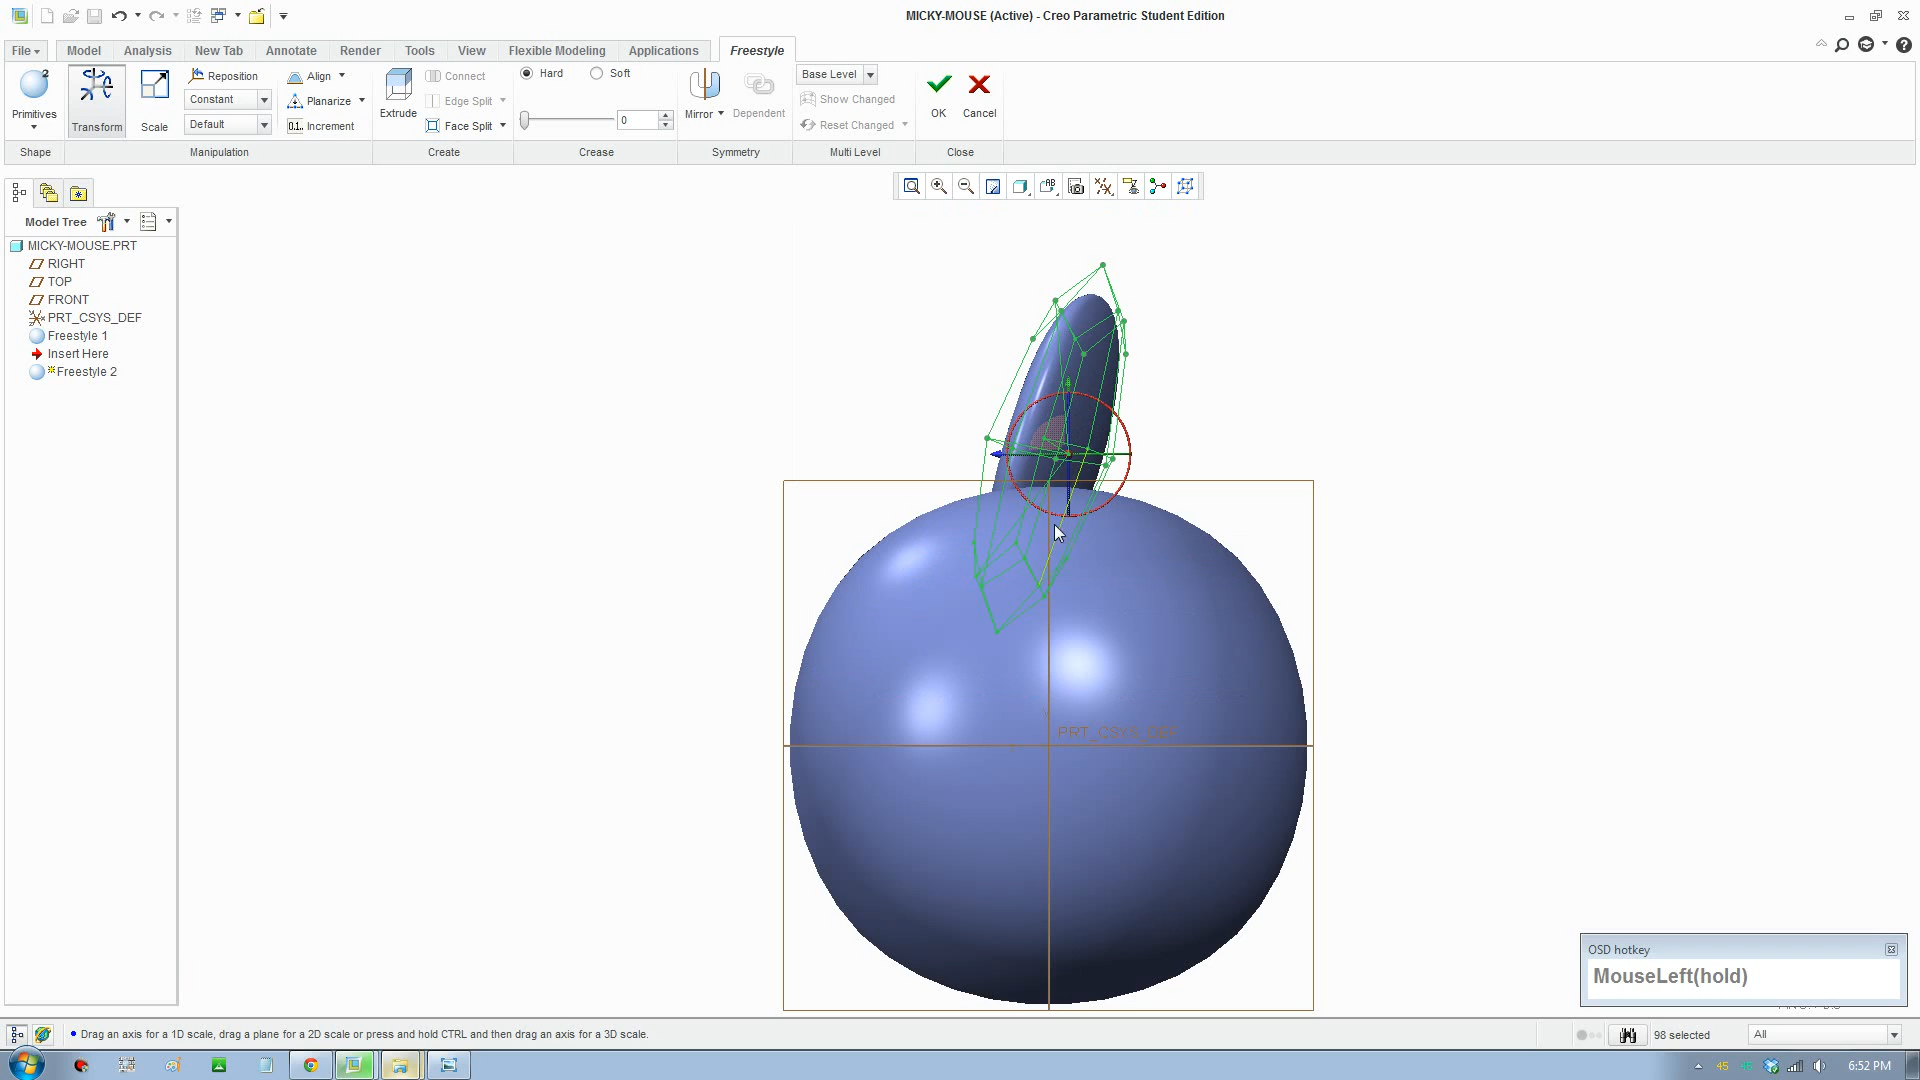 MICKY-MOUSE (Active) - Creo Parametric Student Edition
File
Model
Analysis
New Tab
Annotate
Render
Tools
View
Flexible Modeling
Applications
Freestyle
Primitives
Transform
Scale
Reposition
Constant
Default
Align
Planarize
Increment
Extrude
Connect
Edge Split
Face Split
Hard
Soft
0
Mirror
Dependent
Base Level
Show Changed
Reset Changed
OK
Cancel
Shape
Manipulation
Create
Crease
Symmetry
Multi Level
Close
Model Tree
MICKY-MOUSE.PRT
RIGHT
TOP
FRONT
PRT_CSYS_DEF
Freestyle 1
Insert Here
Freestyle 2
PRT_CSYS_DEF
OSD hotkey
MouseLeft(hold)
Drag an axis for a 1D scale, drag a plane for a 2D scale or press and hold CTRL and then drag an axis for a 3D scale.
98 selected
All
45
6:52 PM